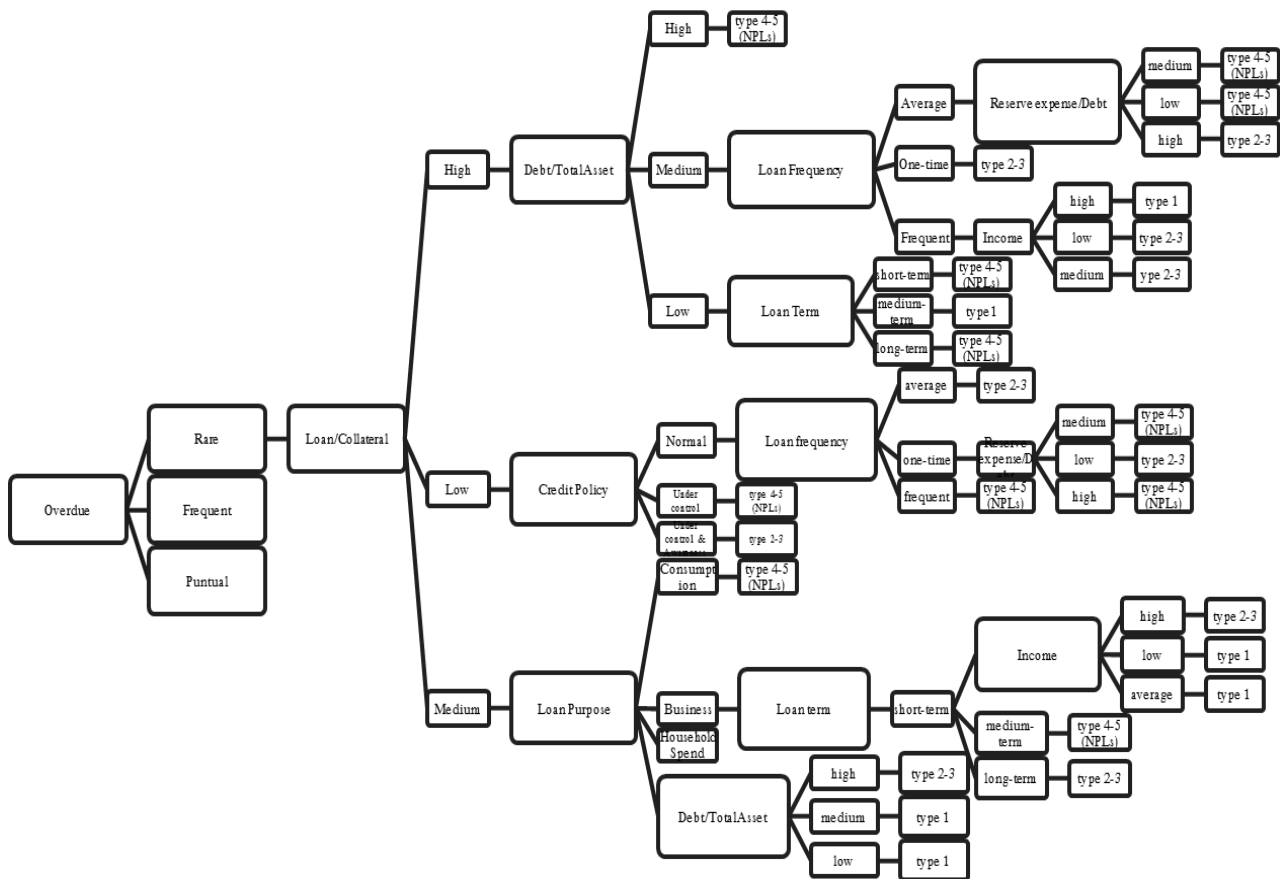 High
type 4-5
(NPLs)
Average
Reserve expense/Debt
medium
type 4-5
(NPLs)
low
type 4-5
(NPLs)
high
type 2-3
High
Debt/TotalAsset
Medium
Loan Frequency
One-time
type 2-3
Frequent
Income
high
type 1
low
type 2-3
medium
ype 2-3
Low
Loan Term
short-term
type 4-5
(NPLs)
medium-
term
type1
long-term
type 4-5
(NPLs)
Overdue
Rare
Frequent
Puntual
Loan/Collateral
Low
Credit Policy
Normal
Loan frequency
average
type 2-3
one-time
Reserve
expense/D
medium
type 4-5
(NPLs)
low
type 2-3
high
type 4-5
(NPLs)
frequent
type 4-5
(NPLs)
Under
control
type 4-5
(NPLs)
Under
control &
type 2-3
Medium
Loan Purpose
Consumpt
ion
type 4-5
(NPLs)
Business
Loan term
short-term
Income
high
type 2-3
low
type 1
average
type 1
medium-
term
type 4-5
(NPLs)
long-term
type 2-3
Household
Spend
Debt/TotalAsset
high
type 2-3
medium
type 1
low
type 1